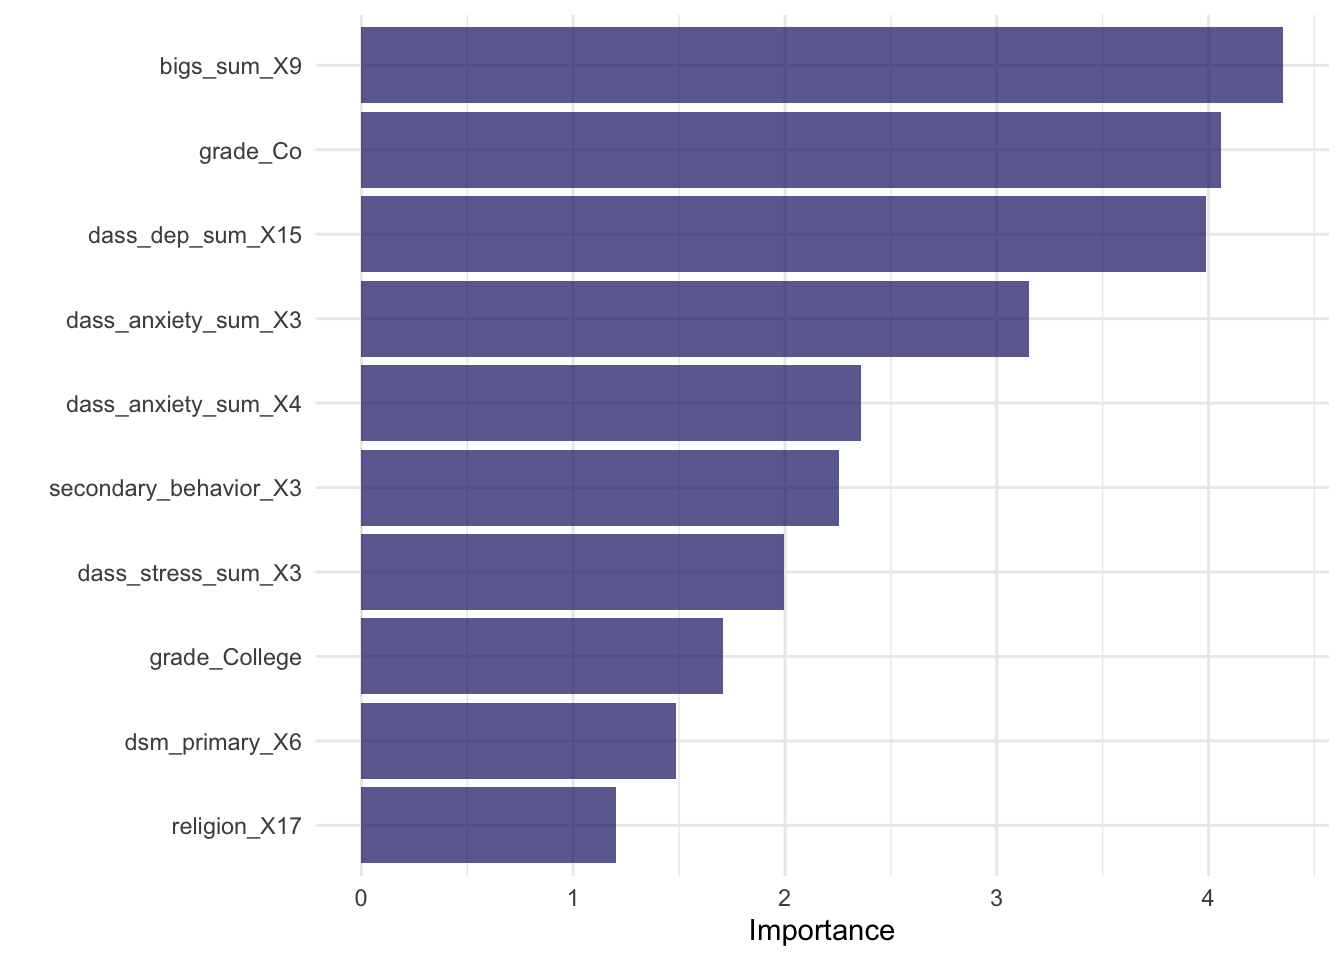 bigs_sum_X9
grade_Co
dass_dep_sum_X15
dass_anxiety_sum_X3
dass_anxiety_sum_X4
secondary_behavior_X3
dass_stress_sum_X3
grade_College
dsm_primary_X6
religion_X17
0 1 2 3 4
Importance